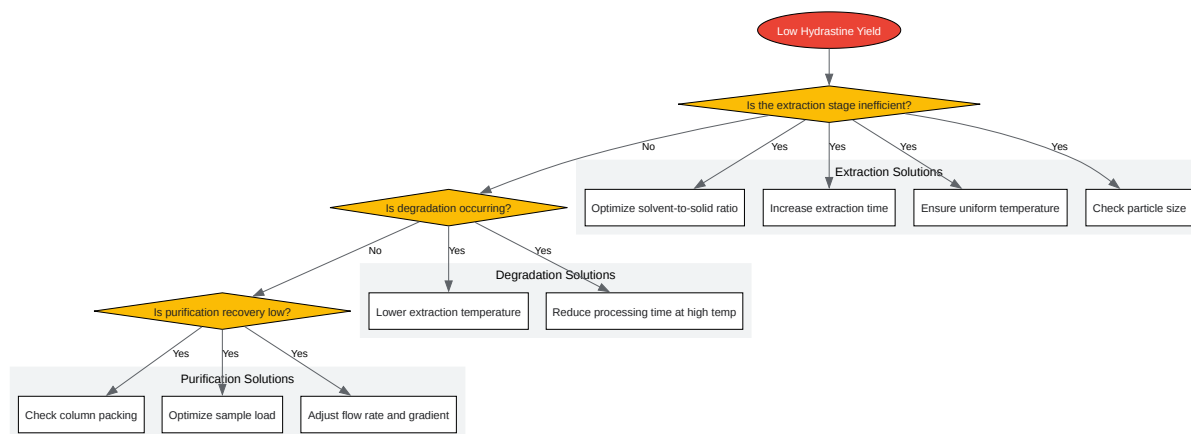 Low Hydrastine Yield
Is the extraction stage inefficient?
No
Yes
Yes
Yes
Yes
Extraction Solutions
Optimize solvent-to-solid ratio
Increase extraction time
Ensure uniform temperature
Check particle size
Is degradation occurring?
No
Yes
Yes
Degradation Solutions
Lower extraction temperature
Reduce processing time at high temp
Is purification recovery low?
Yes
Yes
Yes
Purification Solutions
Check column packing
Optimize sample load
Adjust flow rate and gradient